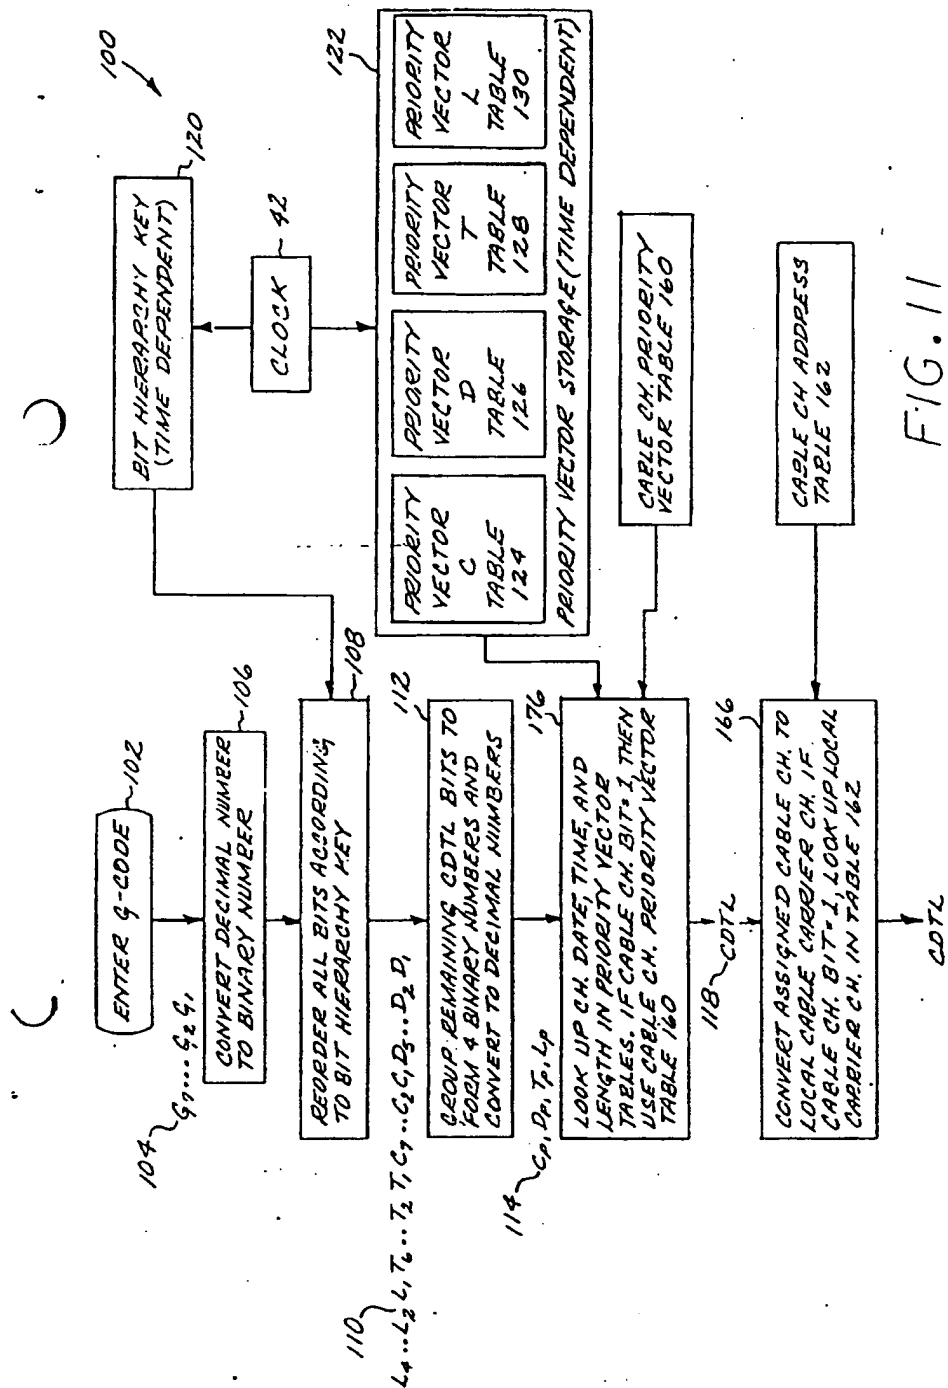 100
ENTER G-CODE
102
104
G7 .... G2 G1
CONVERT DECIMAL NUMBER
TO BINARY NUMBER
106
REORDER ALL BITS ACCORDING
TO BIT HIERARCHY KEY
108
110
L4 .. L2 L1 T6 .. T2 T1 C7 .. C2 C1 D5 .. D2 D1
GROUP REMAINING CDTL BITS TO
FORM 4 BINARY NUMBERS AND
CONVERT TO DECIMAL NUMBERS
112
114
CP, DP, TP, LP
LOOK UP CH. DATE, TIME, AND
LENGTH IN PRIORITY VECTOR
TABLES. IF CABLE CH. BIT=1, THEN
USE CABLE CH. PRIORITY VECTOR
TABLE 160
176
118
CDTL
CONVERT ASSIGNED CABLE CH. TO
LOCAL CABLE CARRIER CH. IF
CABLE CH. BIT=1, LOOK UP LOCAL
CARRIER CH. IN TABLE 162
166
CDTL
BIT HIERARCHY KEY
(TIME DEPENDENT)
120
CLOCK
42
122
PRIORITY
VECTOR
C
TABLE
124
PRIORITY
VECTOR
D
TABLE
126
PRIORITY
VECTOR
T
TABLE
128
PRIORITY
VECTOR
L
TABLE
130
PRIORITY VECTOR STORAGE (TIME DEPENDENT)
CABLE CH. PRIORITY
VECTOR TABLE 160
CABLE CH ADDRESS
TABLE 162
FIG. 11